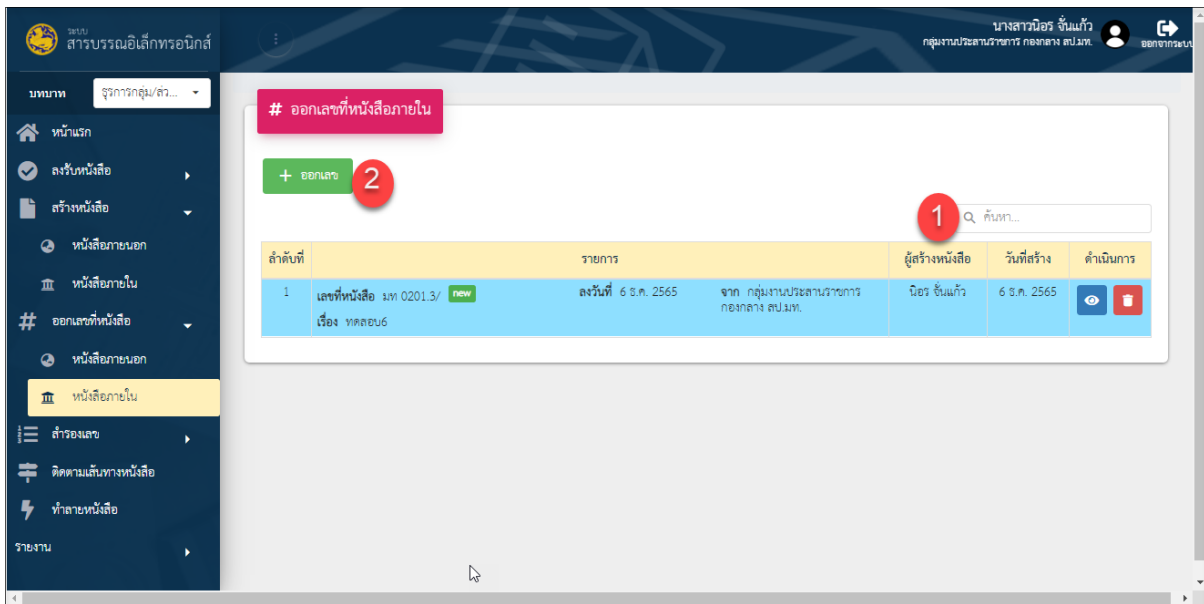 ระบบ
สารบรรณอิเล็กทรอนิกส์
นางสาวนิอร จั่นแก้ว
กลุ่มงานประสานราชการ กองกลาง สป.มท.
ออกจากระบบ
บทบาท ธุรการกลุ่ม/ส่ว...
หน้าแรก
ลงรับหนังสือ
สร้างหนังสือ
หนังสือภายนอก
หนังสือภายใน
# ออกเลขที่หนังสือ
หนังสือภายนอก
หนังสือภายใน
สำรองเลข
ติดตามเส้นทางหนังสือ
ทำลายหนังสือ
รายงาน
# ออกเลขที่หนังสือภายใน
+ ออกเลข 2
1 ค้นหา...
ลำดับที่ รายการ ผู้สร้างหนังสือ วันที่สร้าง ดำเนินการ
1 เลขที่หนังสือ มท 0201.3/ new ลงวันที่ 6 ธ.ค. 2565 จาก กลุ่มงานประสานราชการ นิอร จั่นแก้ว 6 ธ.ค. 2565
กองกลาง สป.มท.
เรื่อง ทดสอบ6